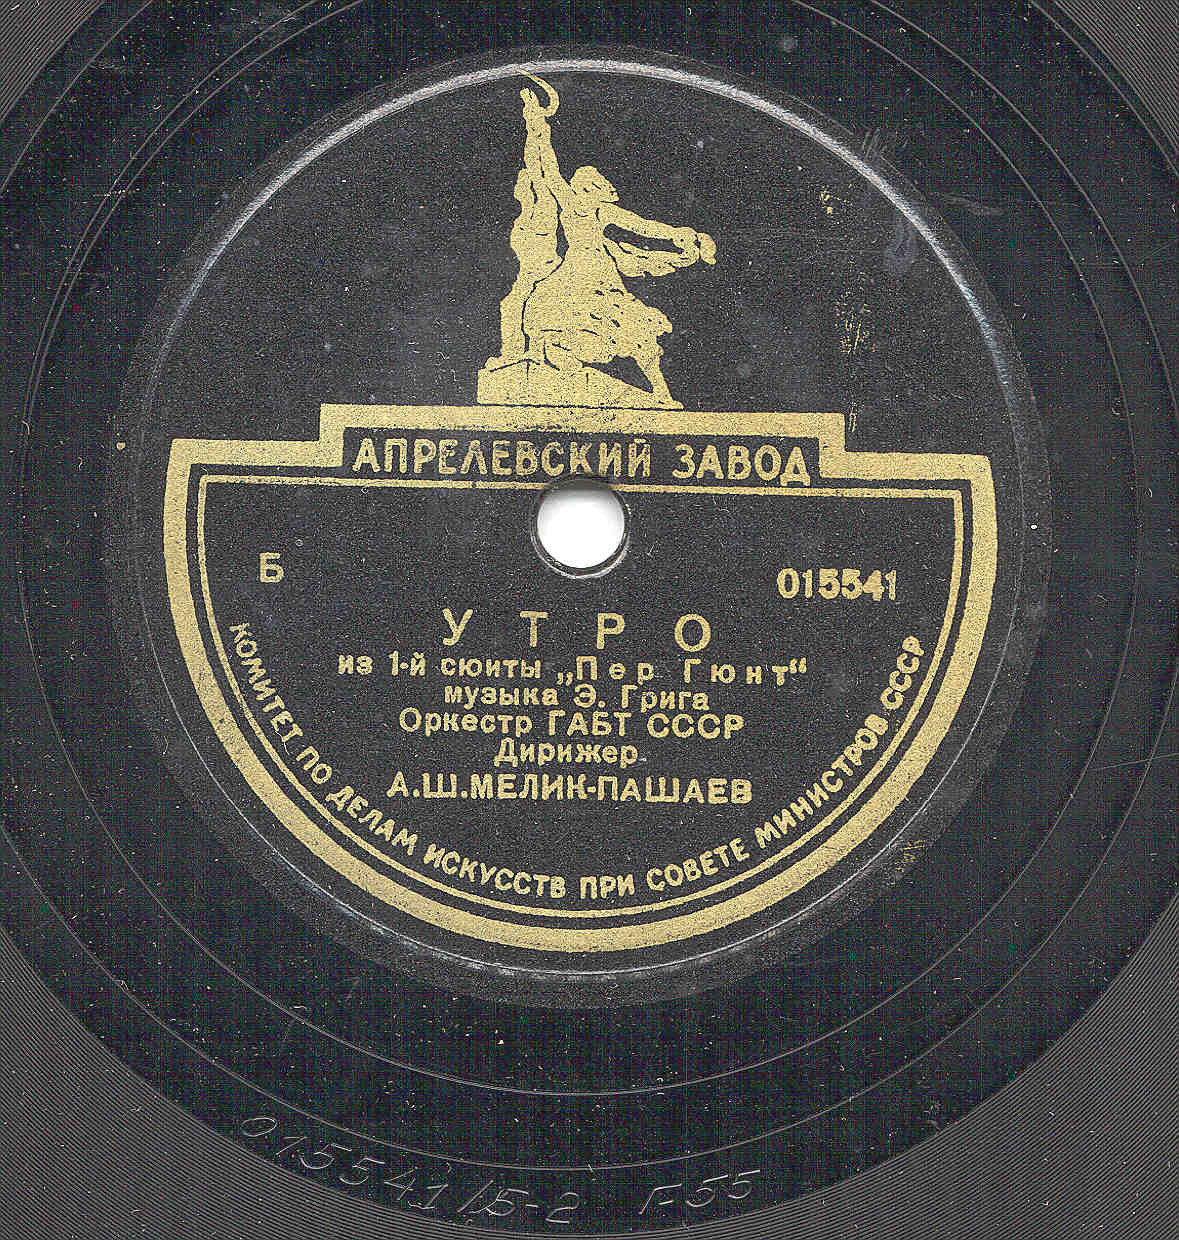 АПРЕЛЕВСКИЙ ЗАВОД
Б
015541
УТРО
из 1-й сюиты „Пер Гюнт“
музыка Э. Грига
Оркестр ГАБТ СССР
Дирижер
А.Ш.МЕЛИК-ПАШАЕВ
КОМИТЕТ ПО ДЕЛАМ ИСКУССТВ ПРИ СОВЕТЕ МИНИСТРОВ СССР
015541/5-2 Г-55